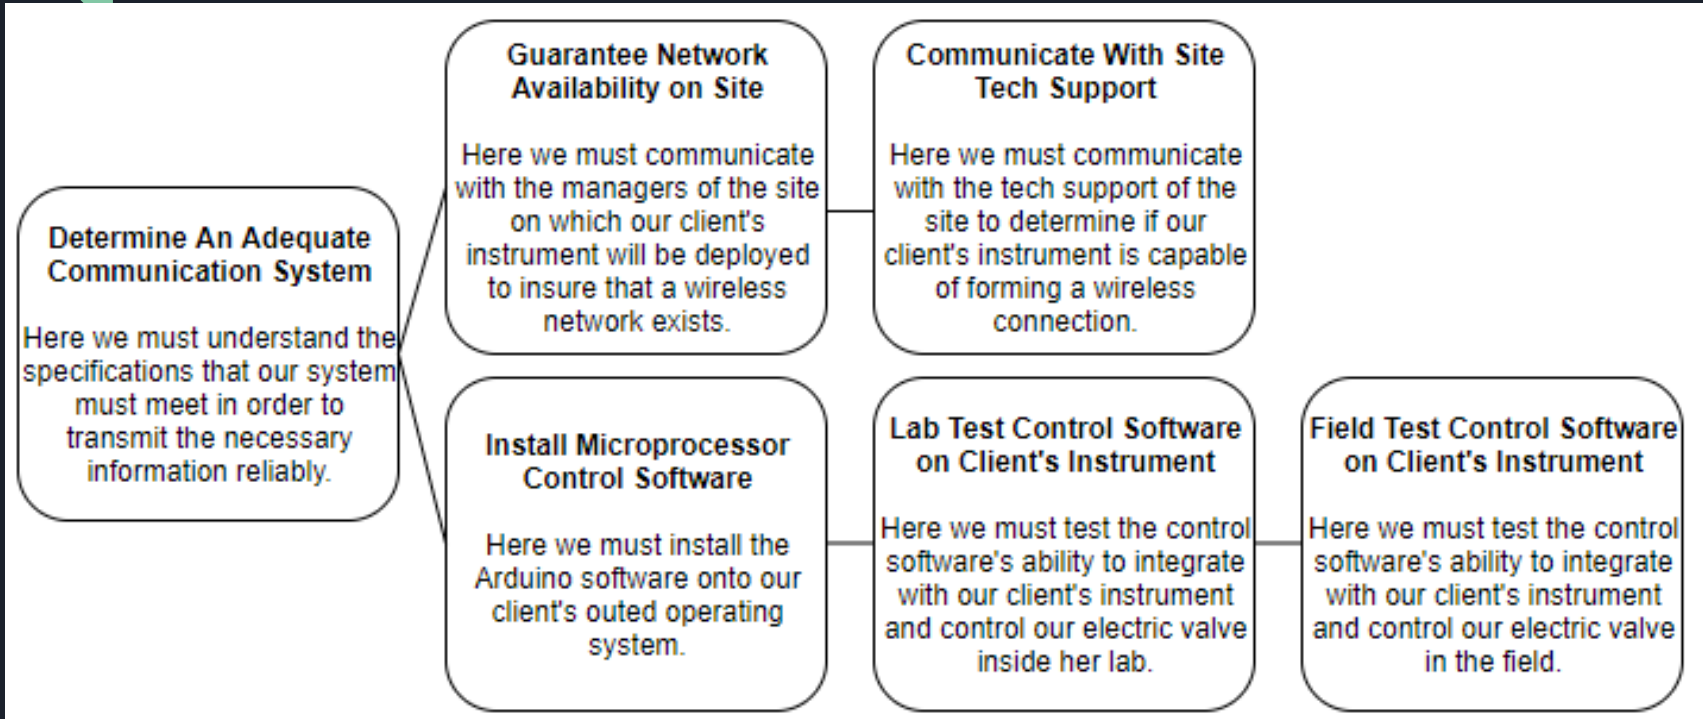 Determine An Adequate
Communication System
Here we must understand the
specifications that our system
must meet in order to
transmit the necessary
information reliably.
Guarantee Network
Availability on Site
Here we must communicate
with the managers of the site
on which our client's
instrument will be deployed
to insure that a wireless
network exists.
Communicate With Site
Tech Support
Here we must communicate
with the tech support of the
site to determine if our
client's instrument is capable
of forming a wireless
connection.
Install Microprocessor
Control Software
Here we must install the
Arduino software onto our
client's outed operating
system.
Lab Test Control Software
on Client's Instrument
Here we must test the control
software's ability to integrate
with our client's instrument
and control our electric valve
inside her lab.
Field Test Control Software
on Client's Instrument
Here we must test the control
software's ability to integrate
with our client's instrument
and control our electric valve
in the field.